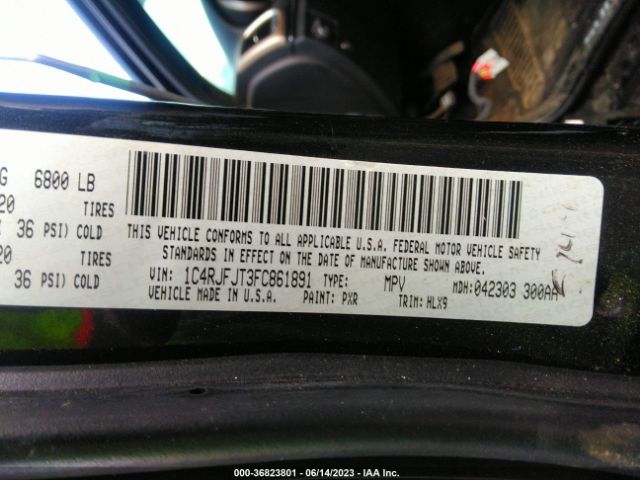 G 6800 LB
20 TIRES
36 PSI) COLD
20 TIRES
36 PSI) COLD
THIS VEHICLE CONFORMS TO ALL APPLICABLE U.S.A. FEDERAL MOTOR VEHICLE SAFETY
STANDARDS IN EFFECT ON THE DATE OF MANUFACTURE SHOWN ABOVE.
VIN: 1C4RJFJT3FC861891 TYPE: MPV MDH: 042303 300AA
VEHICLE MADE IN U.S.A. PAINT: PXR TRIM: HLX9
000-36823801 - 06/14/2023 - IAA Inc.